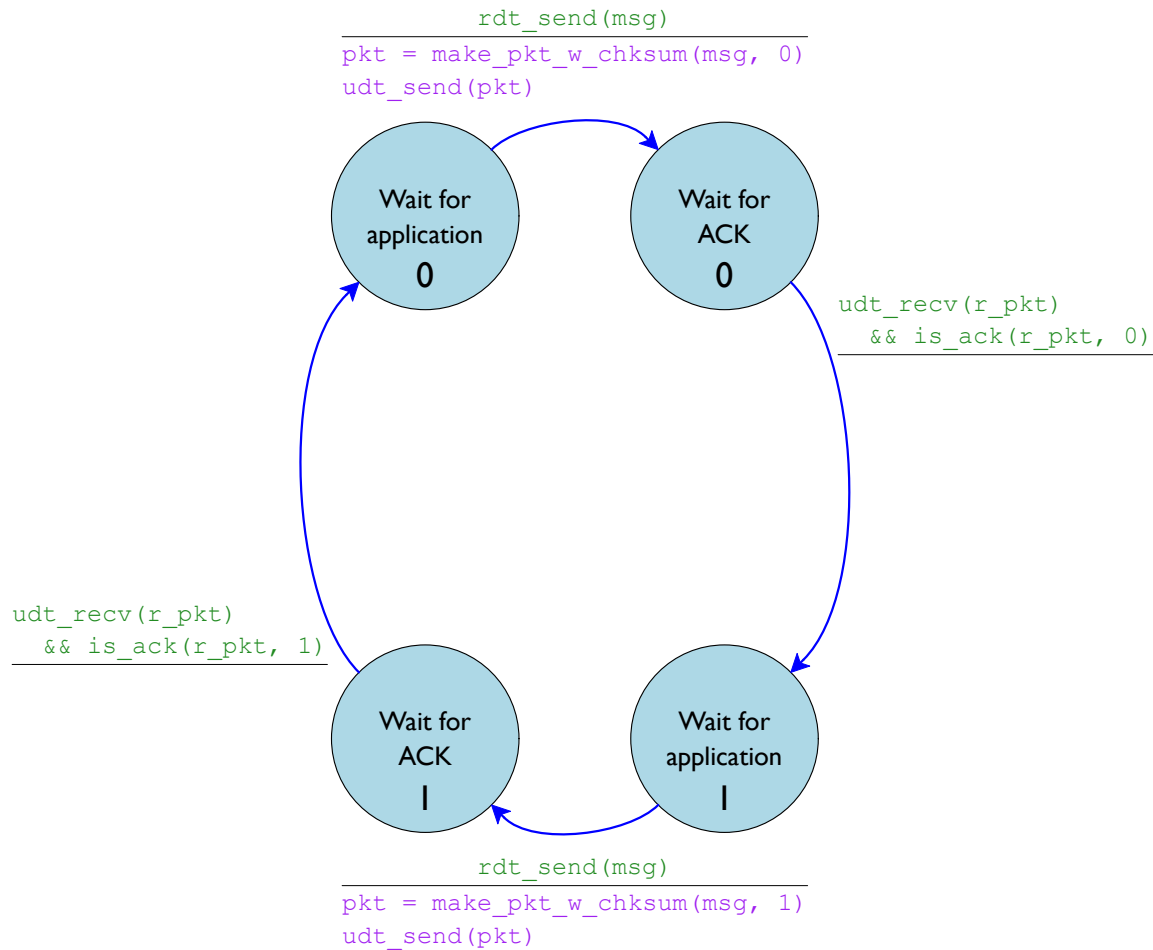 rdt_send(msg)
pkt = make_pkt_w_chksum(msg, 0)
udt_send(pkt)
Wait for
application
0
Wait for
ACK
0
udt_recv(r_pkt)
&& is_ack(r_pkt, 0)
udt_recv(r_pkt)
&& is_ack(r_pkt, 1)
Wait for
ACK
1
Wait for
application
1
rdt_send(msg)
pkt = make_pkt_w_chksum(msg, 1)
udt_send(pkt)